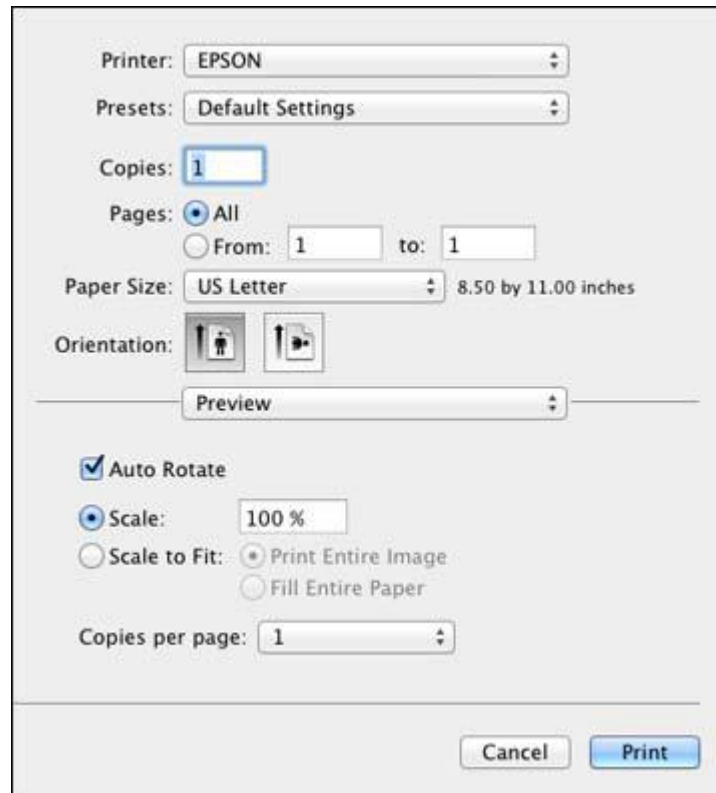 Printer: EPSON
Presets: Default Settings
Copies: 1
Pages: All
From: 1 to: 1
Paper Size: US Letter 8.50 by 11.00 inches
Orientation:
Preview
Auto Rotate
Scale: 100 %
Scale to Fit: Print Entire Image
Fill Entire Paper
Copies per page: 1
Cancel Print